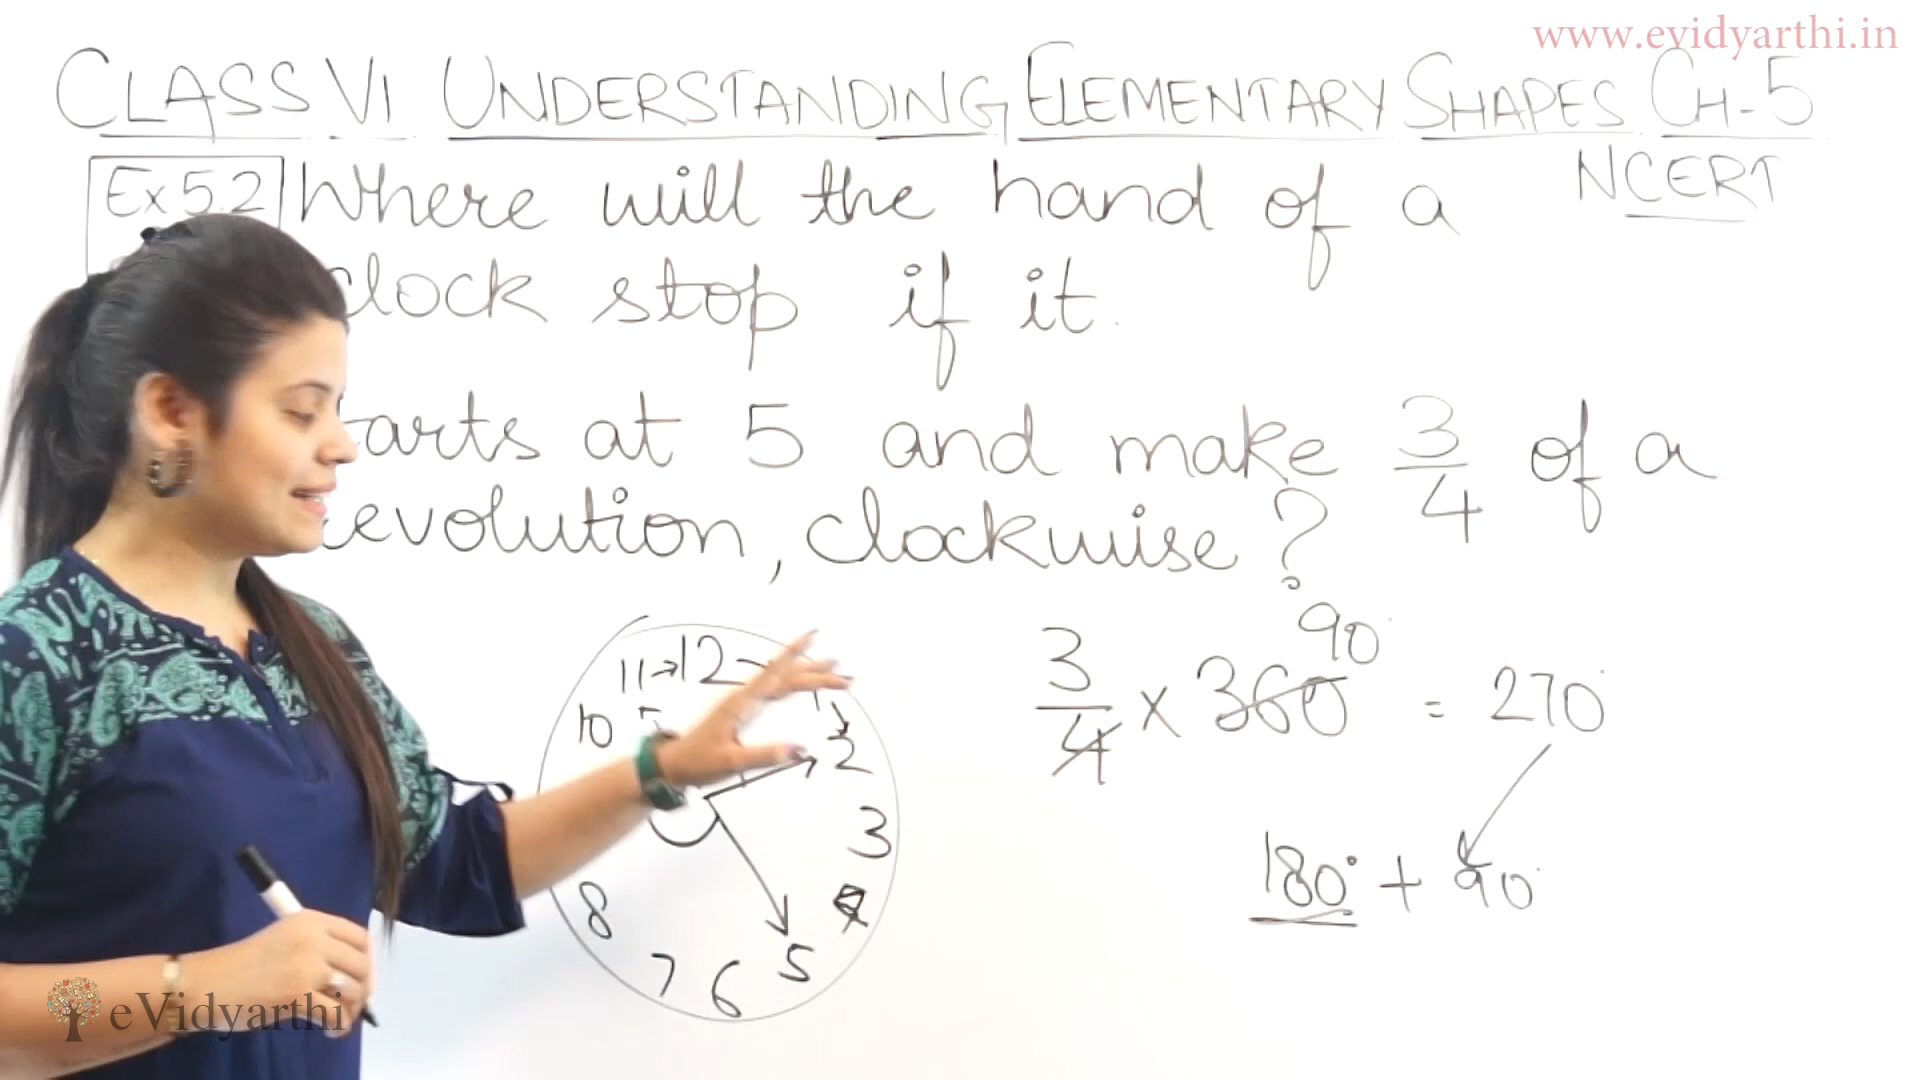 www.evidyarthi.in
CLASS VI UNDERSTANDING ELEMENTARY SHAPES CH-5
NCERT
Ex 5.2 Where will the hand of a
clock stop if it.
tarts at 5 and make 3/4 of a
revolution, clockwise?
11→12
1
10
2
3
4
8
5
7
6
90°
3/4 x 360 = 270°
180° + 90°
eVidyarthi